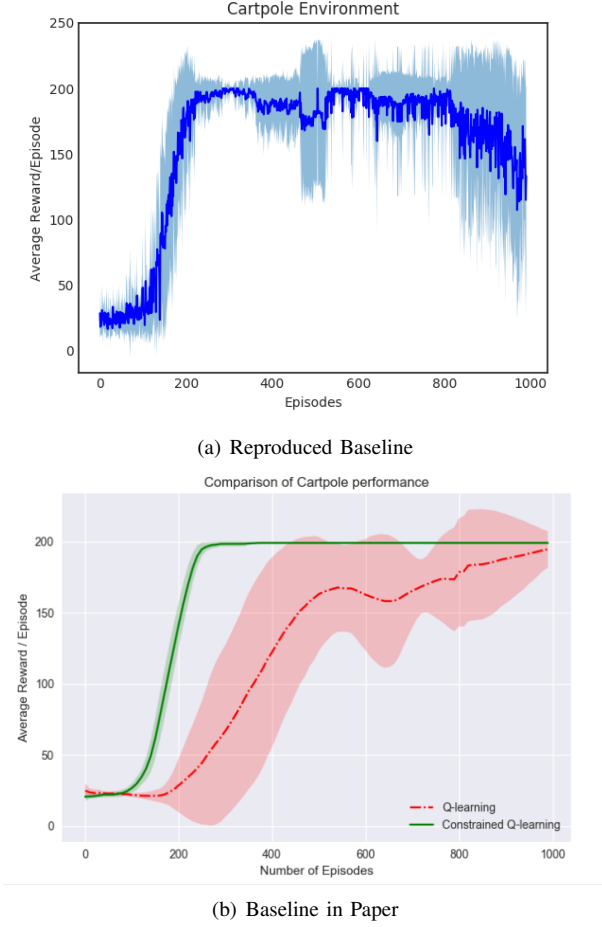 Cartpole Environment
250
200
150
100
50
0
Average Reward/Episode
0 200 400 600 800 1000
Episodes
(a) Reproduced Baseline
Comparison of Cartpole performance
200
150
100
50
0
Average Reward / Episode
Q-learning
Constrained Q-learning
0 200 400 600 800 1000
Number of Episodes
(b) Baseline in Paper